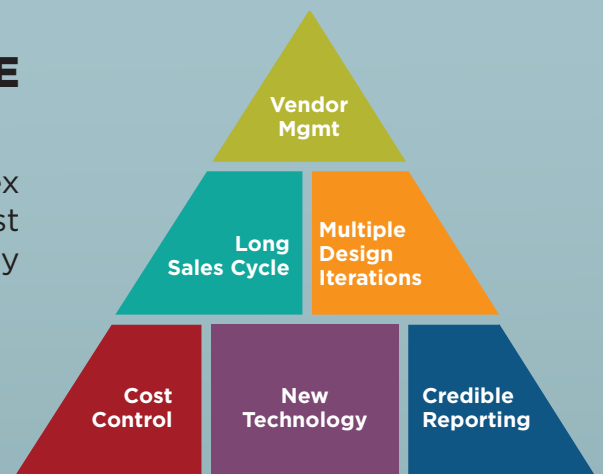 E
ex
st
y
Vendor
Mgmt
Long
Sales Cycle
Multiple
Design
Iterations
Cost
Control
New
Technology
Credible
Reporting